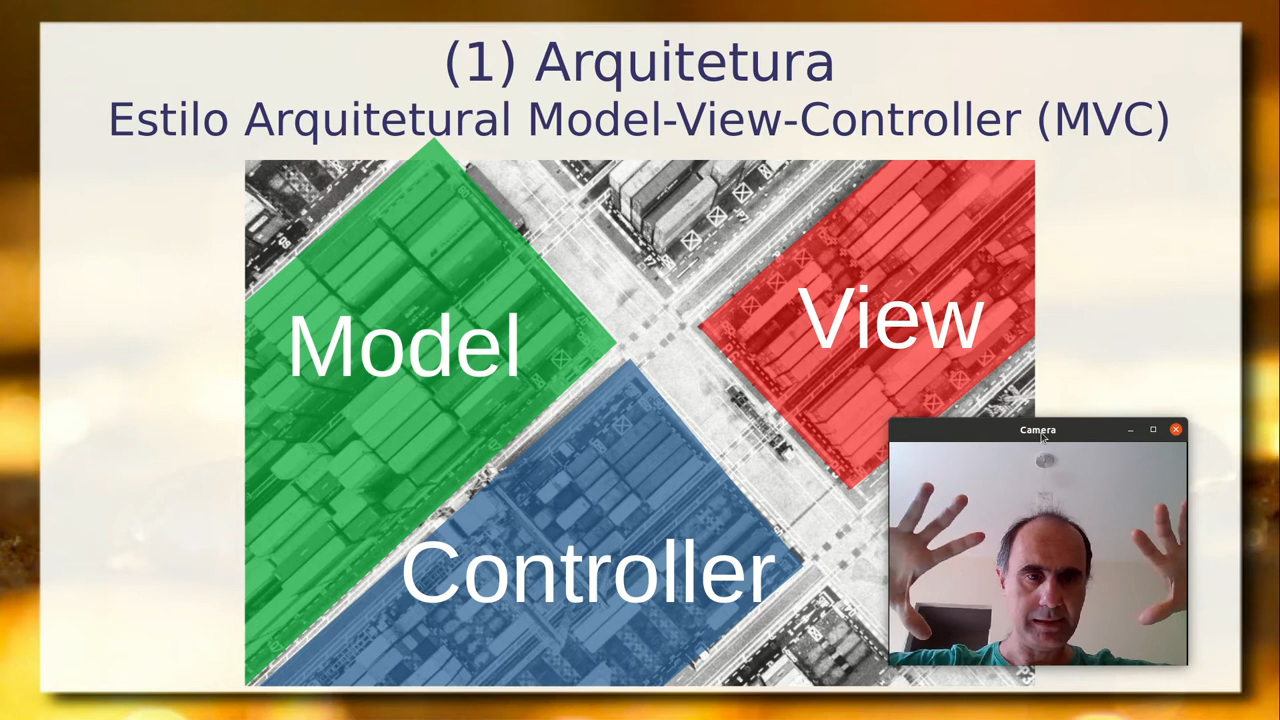 (1) Arquitetura
Estilo Arquitetural Model-View-Controller (MVC)
Model
View
Controller
Camera